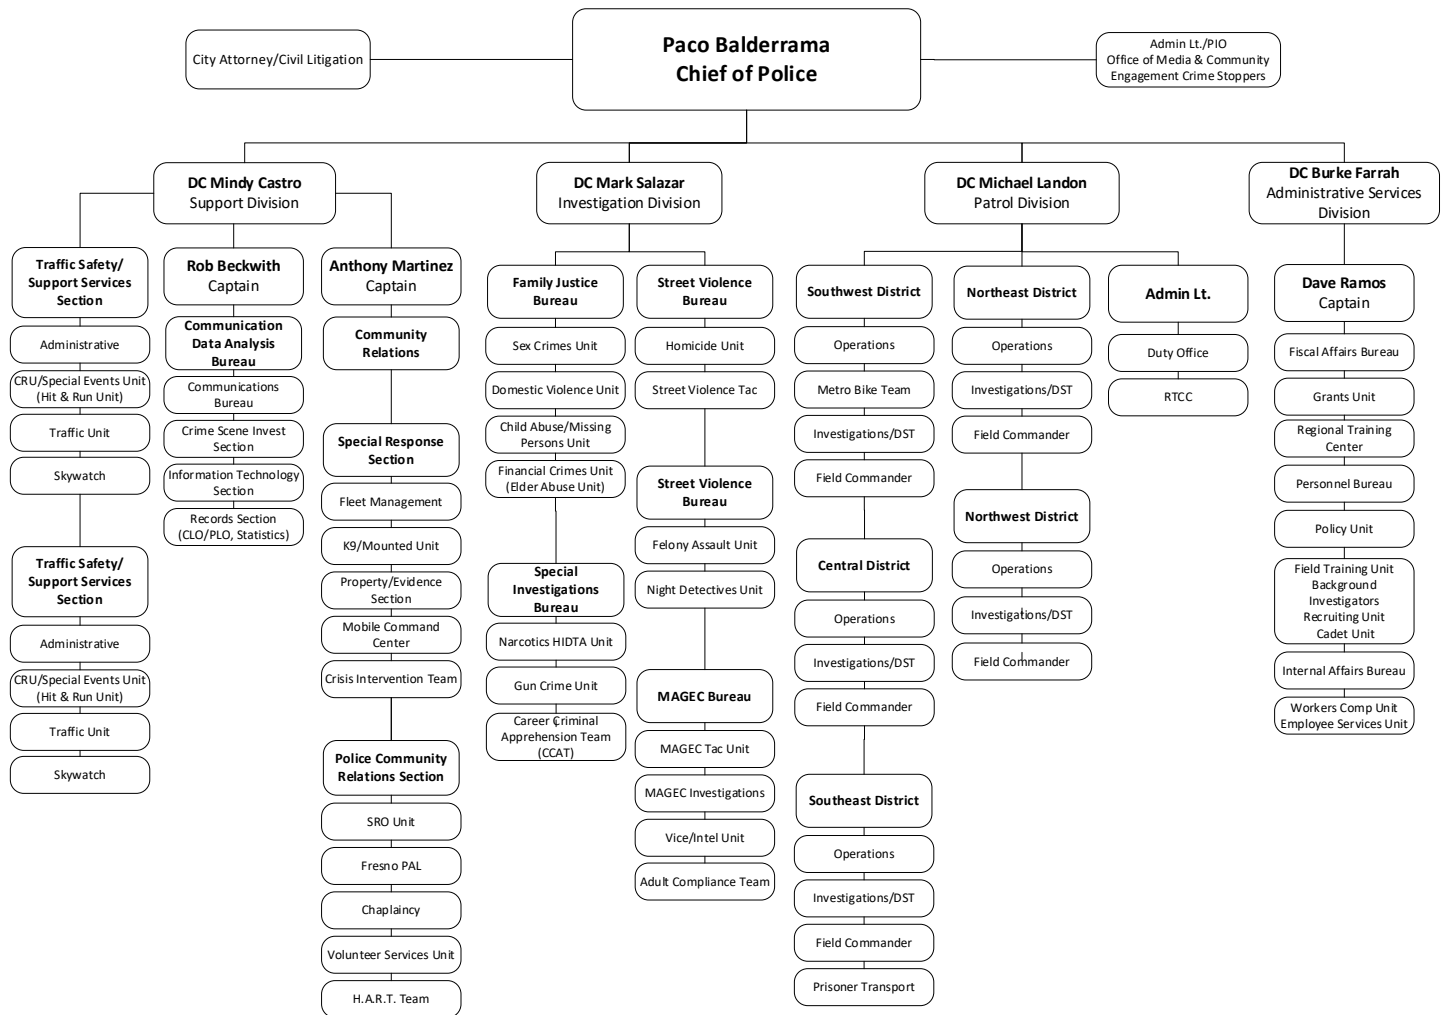 Paco Balderrama
Chief of Police
City Attorney/Civil Litigation
Admin Lt./PIO
Office of Media & Community
Engagement Crime Stoppers
DC Mindy Castro
Support Division
DC Mark Salazar
Investigation Division
DC Michael Landon
Patrol Division
DC Burke Farrah
Administrative Services
Division
Traffic Safety/
Support Services
Section
Administrative
CRU/Special Events Unit
(Hit & Run Unit)
Traffic Unit
Skywatch
Traffic Safety/
Support Services
Section
Administrative
CRU/Special Events Unit
(Hit & Run Unit)
Traffic Unit
Skywatch
Rob Beckwith
Captain
Communication
Data Analysis
Bureau
Communications
Bureau
Crime Scene Invest
Section
Information Technology
Section
Records Section
(CLO/PLO, Statistics)
Anthony Martinez
Captain
Community
Relations
Special Response
Section
Fleet Management
K9/Mounted Unit
Property/Evidence
Section
Mobile Command
Center
Crisis Intervention Team
Police Community
Relations Section
SRO Unit
Fresno PAL
Chaplaincy
Volunteer Services Unit
H.A.R.T. Team
Family Justice
Bureau
Sex Crimes Unit
Domestic Violence Unit
Child Abuse/Missing
Persons Unit
Financial Crimes Unit
(Elder Abuse Unit)
Special
Investigations
Bureau
Narcotics HIDTA Unit
Gun Crime Unit
Career Criminal
Apprehension Team
(CCAT)
Street Violence
Bureau
Homicide Unit
Street Violence Tac
Street Violence
Bureau
Felony Assault Unit
Night Detectives Unit
MAGEC Bureau
MAGEC Tac Unit
MAGEC Investigations
Vice/Intel Unit
Adult Compliance Team
Southwest District
Operations
Metro Bike Team
Investigations/DST
Field Commander
Central District
Operations
Investigations/DST
Field Commander
Southeast District
Operations
Investigations/DST
Field Commander
Prisoner Transport
Northeast District
Operations
Investigations/DST
Field Commander
Northwest District
Operations
Investigations/DST
Field Commander
Admin Lt.
Duty Office
RTCC
Dave Ramos
Captain
Fiscal Affairs Bureau
Grants Unit
Regional Training
Center
Personnel Bureau
Policy Unit
Field Training Unit
Background
Investigators
Recruiting Unit
Cadet Unit
Internal Affairs Bureau
Workers Comp Unit
Employee Services Unit